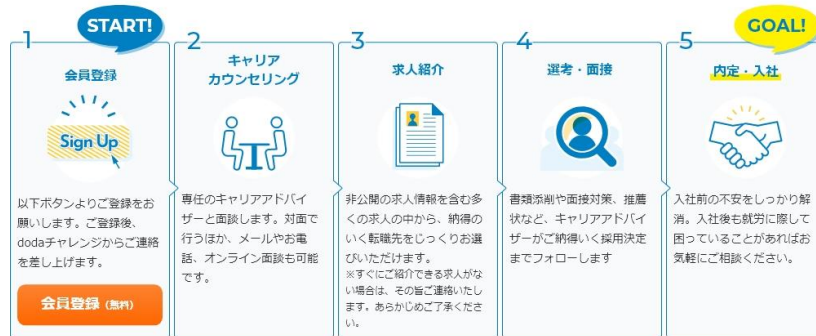 START!
GOAL!
1
会員登録
Sign Up
以下ボタンよりご登録をお
願いします。ご登録後、
dodaチャレンジからご連絡
を差し上げます。
会員登録（無料）
2
キャリア
カウンセリング
専任のキャリアアドバイ
ザーと面談します。対面で
行うほか、メールやお電
話、オンライン面談も可能
です。
3
求人紹介
非公開の求人情報を含む多
くの求人の中から、納得の
いく転職先をじっくりお選
びいただけます。
※すぐにご紹介できる求人がな
い場合は、その旨ご連絡いたし
ます。あらかじめご了承くださ
い。
4
選考・面接
書類添削や面接対策、推薦
状など、キャリアアドバイ
ザーがご納得いく採用決定
までフォローします
5
内定・入社
入社前の不安をしっかり解
消。入社後も就労に際して
困っていることがあればお
気軽にご相談ください。